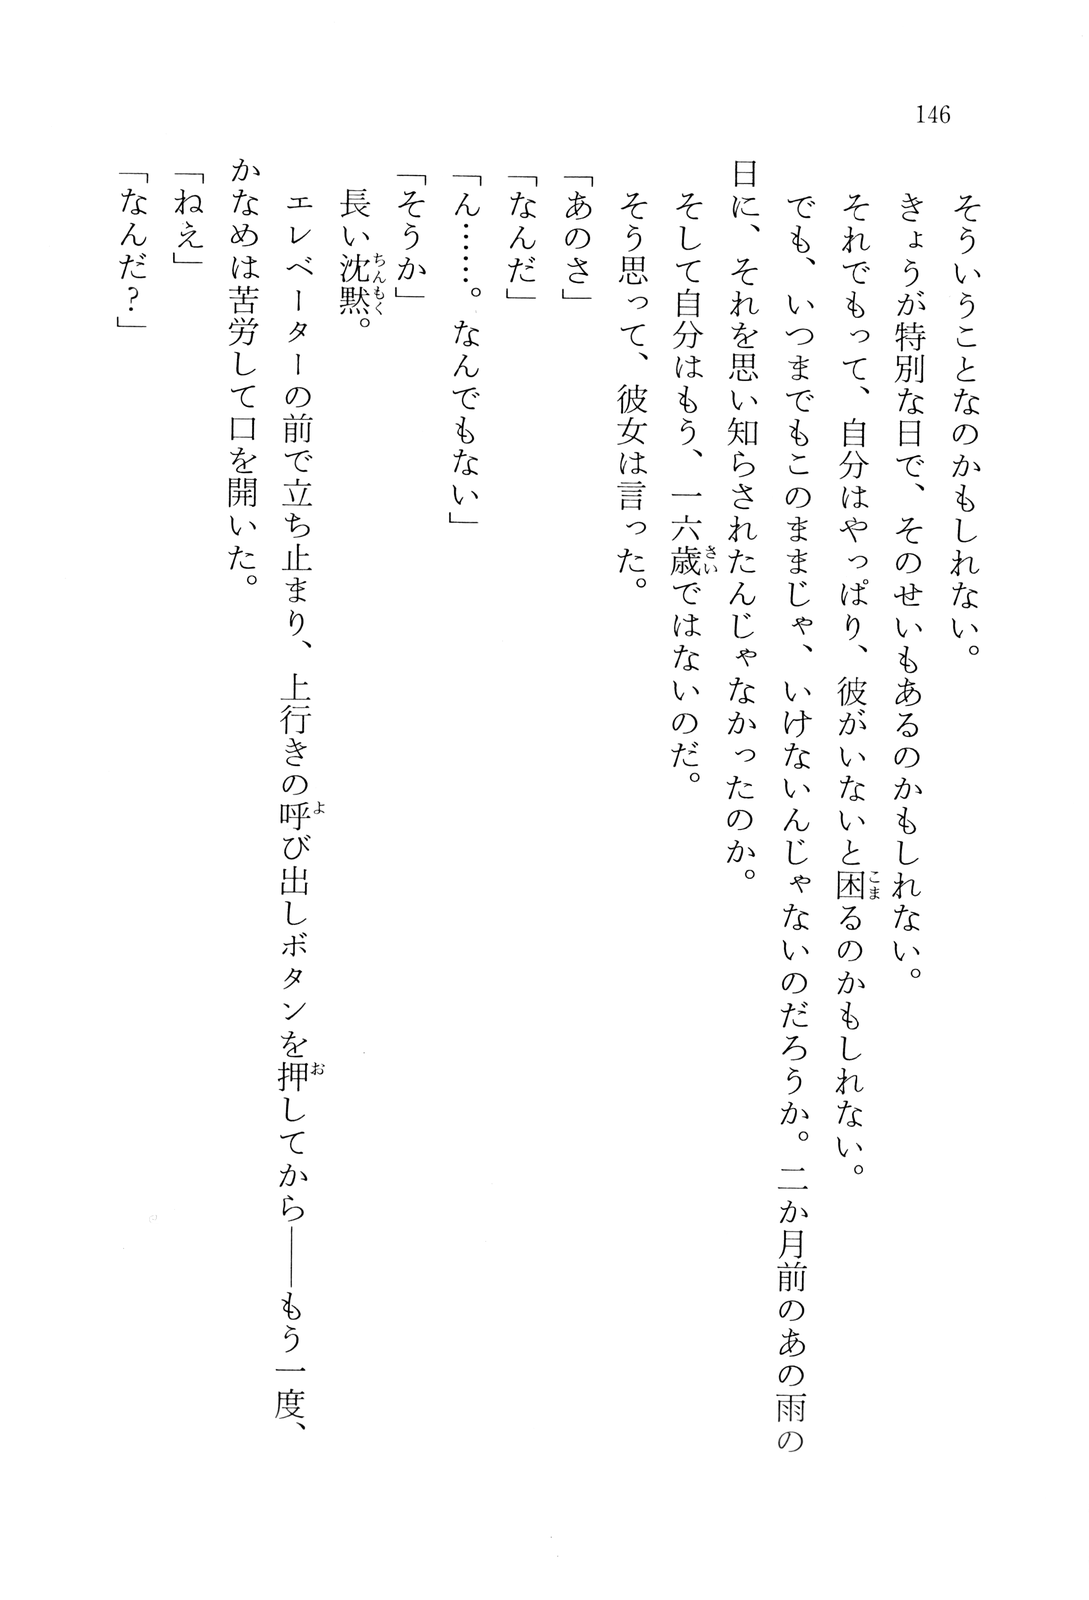 146
そういうことなのかもしれない。
きょうが特別な日で、そのせいもあるのかもしれない。
それでもって、自分はやっぱり、彼がいないと困るのかもしれない。
でも、いつまでもこのままじゃ、いけないんじゃないのだろうか。二か月前のあの雨の
日に、それを思い知らされたんじゃなかったのか。
そして自分はもう、一六歳ではないのだ。
そう思って、彼女は言った。
「あのさ」
「なんだ」
「ん……。なんでもない」
「そうか」
長い沈黙。
エレベーターの前で立ち止まり、上行きの呼び出しボタンを押してから――もう一度、
かなめは苦労して口を開いた。
「ねえ」
「なんだ？」